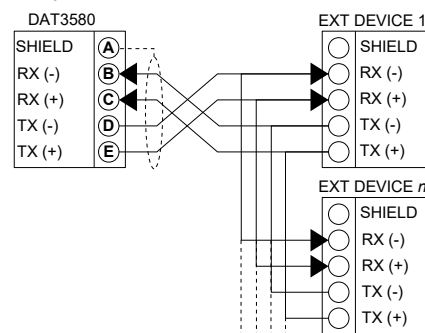 DAT3580
SHIELD A
RX (-) B
RX (+) C
TX (-) D
TX (+) E
EXT DEVICE 1
SHIELD
RX (-)
RX (+)
TX (-)
TX (+)
EXT DEVICE n
SHIELD
RX (-)
RX (+)
TX (-)
TX (+)